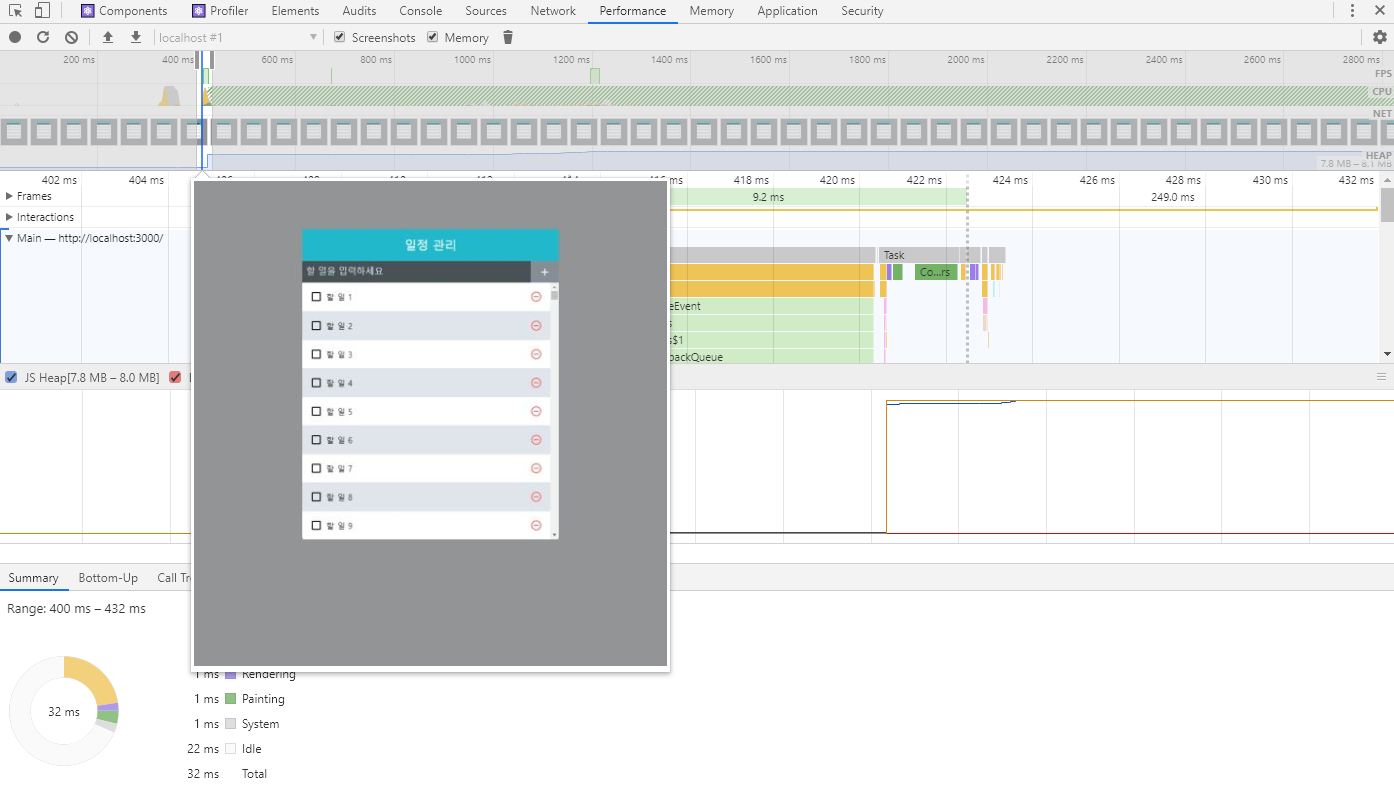 Components Profiler Elements Audits Console Sources Network Performance Memory Application Security
localhost #1 Screenshots Memory
200 ms 400 ms 600 ms 800 ms 1000 ms 1200 ms 1400 ms 1600 ms 1800 ms 2000 ms 2200 ms 2400 ms 2600 ms 2800 ms
FPS
CPU
NET
HEAP
7.8 MB – 8.1 MB
402 ms 404 ms 418 ms 420 ms 422 ms 424 ms 426 ms 428 ms 430 ms 432 ms
Frames 9.2 ms 249.0 ms
Interactions
Main — http://localhost:3000/
Task
Co...rs
eEvent
s
s$1
backQueue
일정 관리
할 일을 입력하세요 +
할 일 1
할 일 2
할 일 3
할 일 4
할 일 5
할 일 6
할 일 7
할 일 8
할 일 9
JS Heap[7.8 MB – 8.0 MB]
Summary Bottom-Up Call Tr
Range: 400 ms – 432 ms
32 ms
1 ms Rendering
1 ms Painting
1 ms System
22 ms Idle
32 ms Total